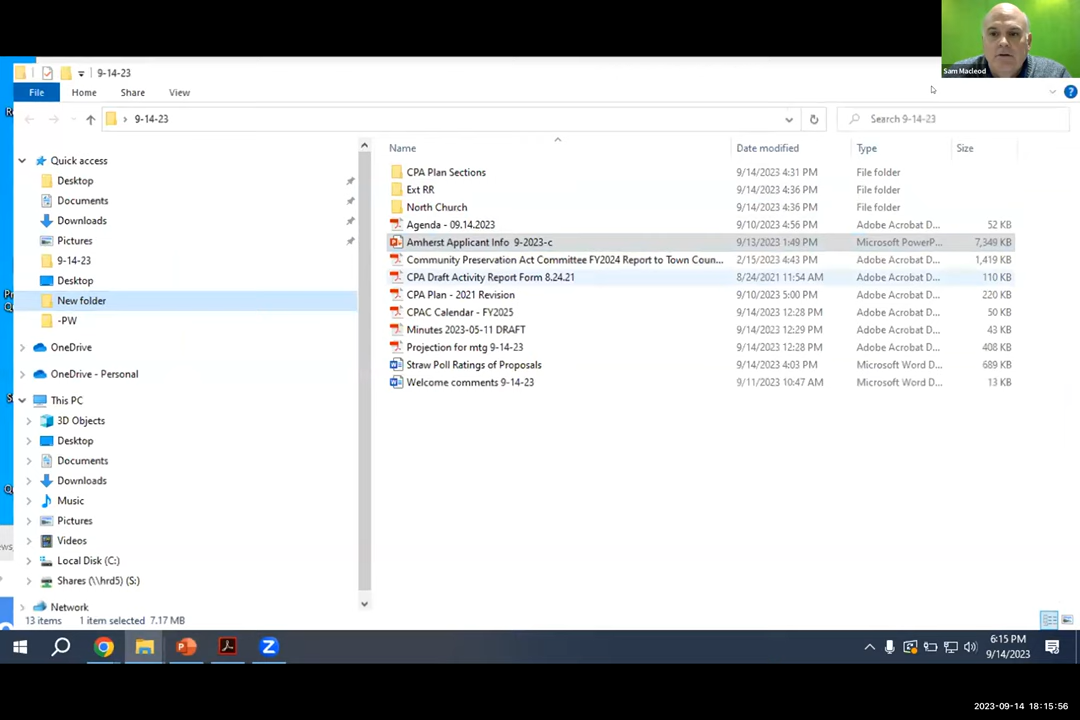 Sam Macleod
9-14-23
File Home Share View
9-14-23
Search 9-14-23
Name Date modified Type Size
Quick access
Desktop
Documents
Downloads
Pictures
9-14-23
Desktop
New folder
-PW
OneDrive
OneDrive - Personal
This PC
3D Objects
Desktop
Documents
Downloads
Music
Pictures
Videos
Local Disk (C:)
Shares (\\hrd5) (S:)
Network
CPA Plan Sections 9/14/2023 4:31 PM File folder
Ext RR 9/14/2023 4:36 PM File folder
North Church 9/14/2023 4:36 PM File folder
Agenda - 09.14.2023 9/10/2023 4:56 PM Adobe Acrobat D... 52 KB
Amherst Applicant Info 9-2023-c 9/13/2023 1:49 PM Microsoft PowerP... 7,349 KB
Community Preservation Act Committee FY2024 Report to Town Coun... 2/15/2023 4:43 PM Adobe Acrobat D... 1,419 KB
CPA Draft Activity Report Form 8.24.21 8/24/2021 11:54 AM Adobe Acrobat D... 110 KB
CPA Plan - 2021 Revision 9/10/2023 5:00 PM Adobe Acrobat D... 220 KB
CPAC Calendar - FY2025 9/14/2023 12:28 PM Adobe Acrobat D... 50 KB
Minutes 2023-05-11 DRAFT 9/14/2023 12:29 PM Adobe Acrobat D... 43 KB
Projection for mtg 9-14-23 9/14/2023 12:28 PM Adobe Acrobat D... 408 KB
Straw Poll Ratings of Proposals 9/14/2023 4:03 PM Microsoft Word D... 689 KB
Welcome comments 9-14-23 9/11/2023 10:47 AM Microsoft Word D... 13 KB
13 items 1 item selected 7.17 MB
6:15 PM
9/14/2023
2023-09-14 18:15:56